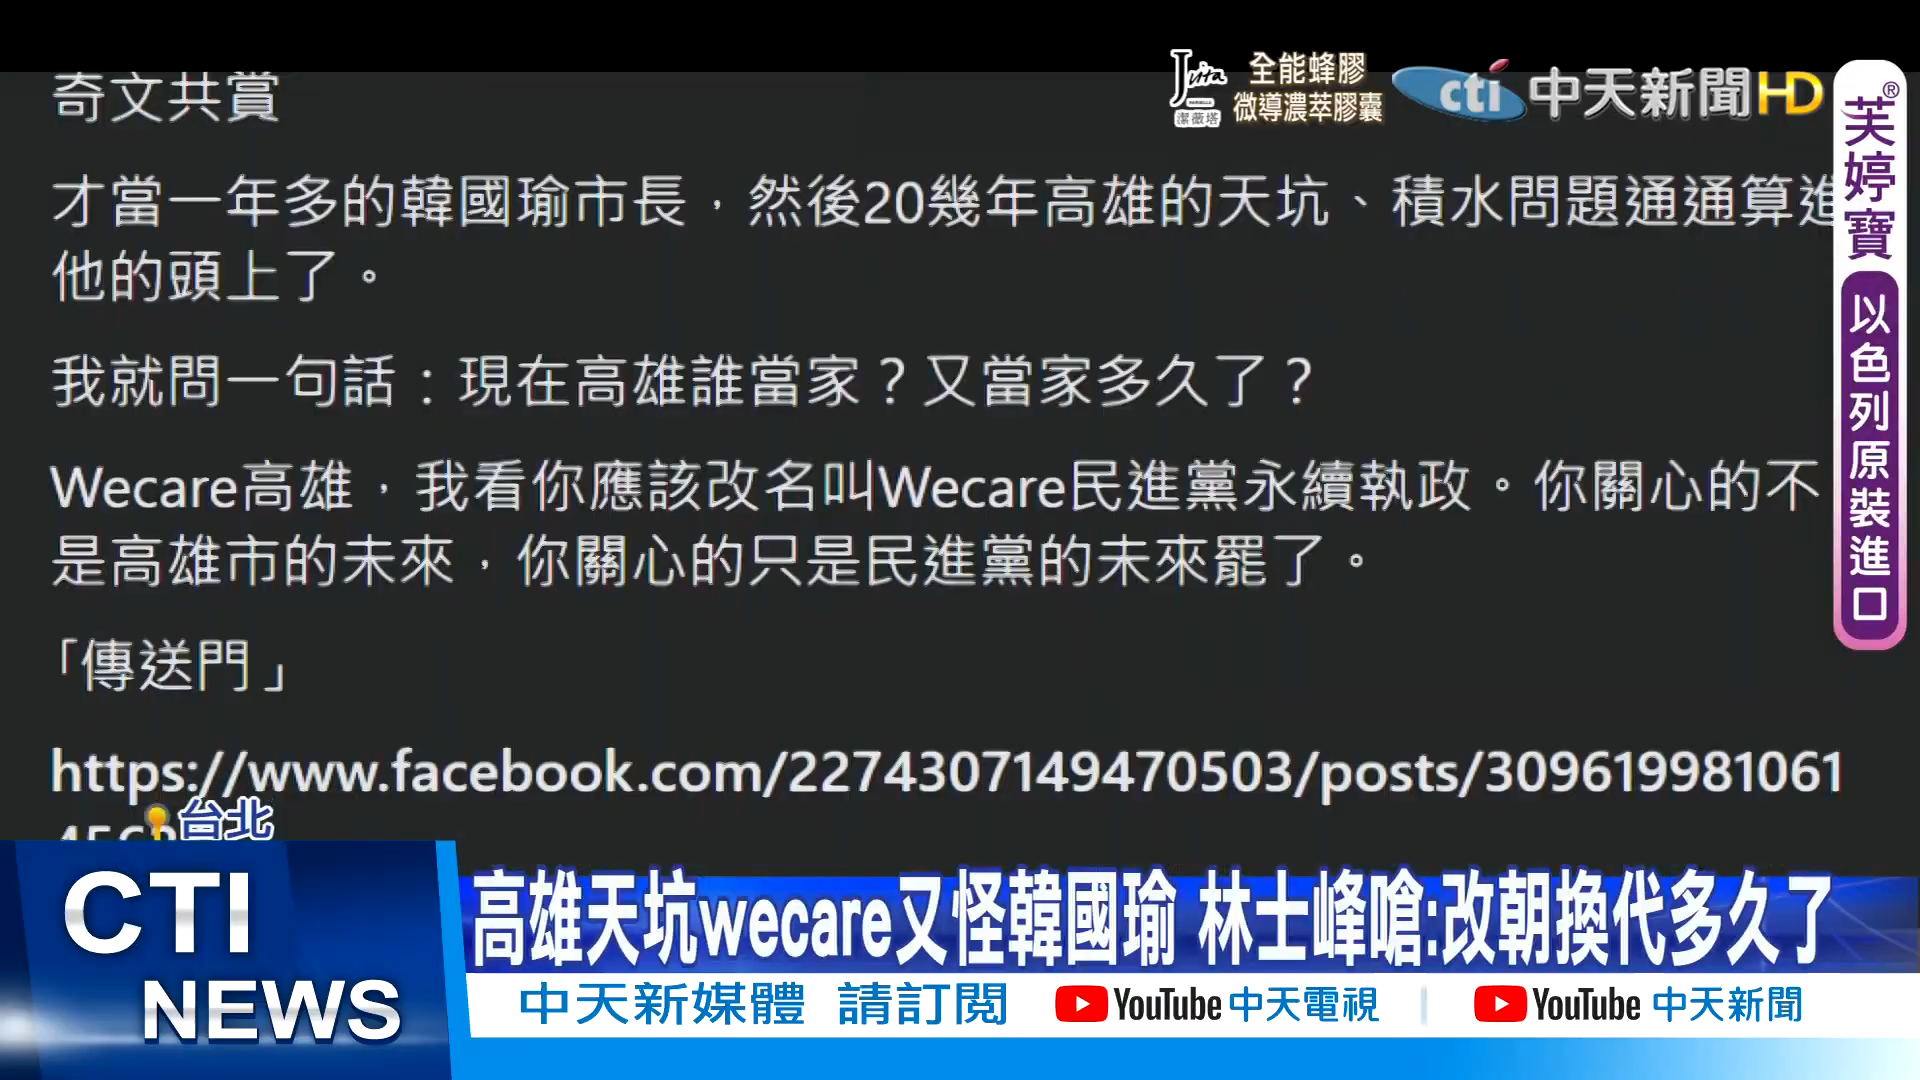 奇文共賞
才當一年多的韓國瑜市長，然後20幾年高雄的天坑、積水問題通通算進
他的頭上了。
我就問一句話：現在高雄誰當家？又當家多久了？
Wecare高雄，我看你應該改名叫Wecare民進黨永續執政。你關心的不
是高雄市的未來，你關心的只是民進黨的未來罷了。
「傳送門」
https://www.facebook.com/2274307149470503/posts/309619981061
Jvita
潔薇塔
全能蜂膠
微導濃萃膠囊
cti 中天新聞HD
芙婷寶®
以色列原裝進口
台北
CTI
NEWS
高雄天坑wecare又怪韓國瑜 林士峰嗆:改朝換代多久了
中天新媒體 請訂閱 YouTube 中天電視 YouTube 中天新聞